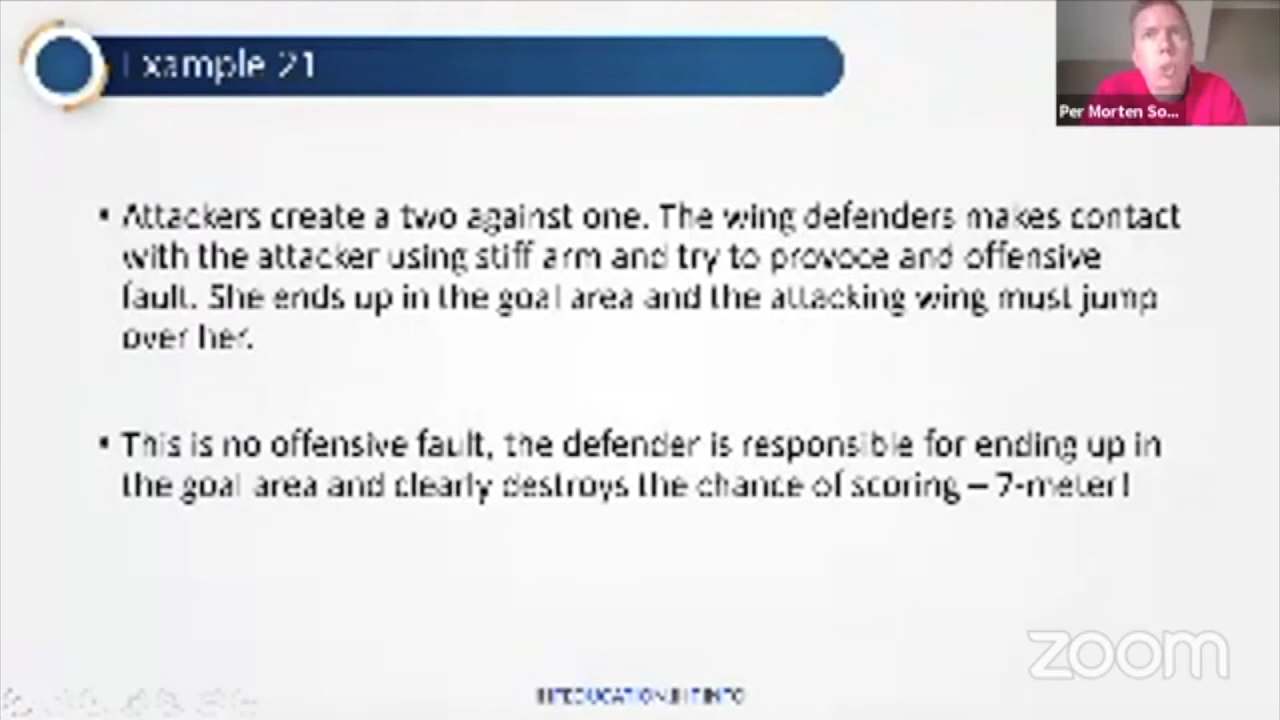 Example 21
Per Morten So...
▪ Attackers create a two against one. The wing defenders makes contact
with the attacker using stiff arm and try to provoce and offensive
fault. She ends up in the goal area and the attacking wing must jump
over her.
▪ This is no offensive fault, the defender is responsible for ending up in
the goal area and clearly destroys the chance of scoring – 7-meter!
zoom